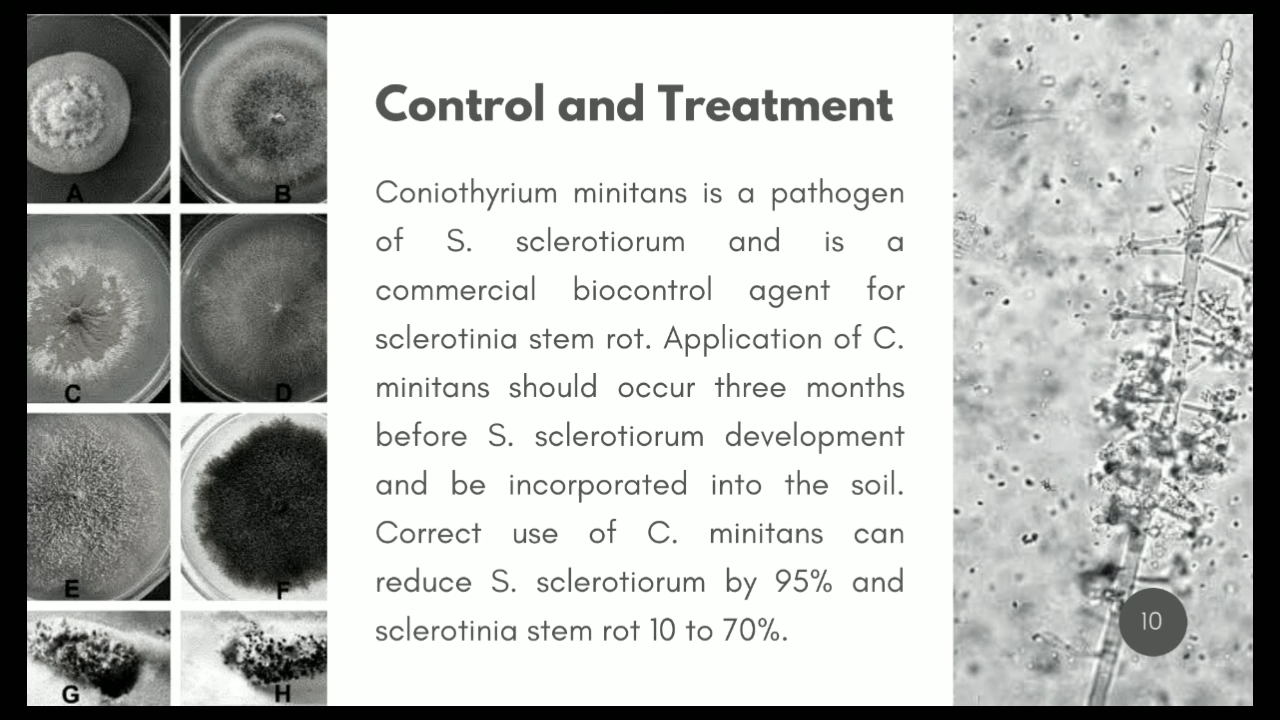 Control and Treatment
Coniothyrium minitans is a pathogen
of S. sclerotiorum and is a
commercial biocontrol agent for
sclerotinia stem rot. Application of C.
minitans should occur three months
before S. sclerotiorum development
and be incorporated into the soil.
Correct use of C. minitans can
reduce S. sclerotiorum by 95% and
sclerotinia stem rot 10 to 70%.
A
B
C
D
E
F
G
H
10